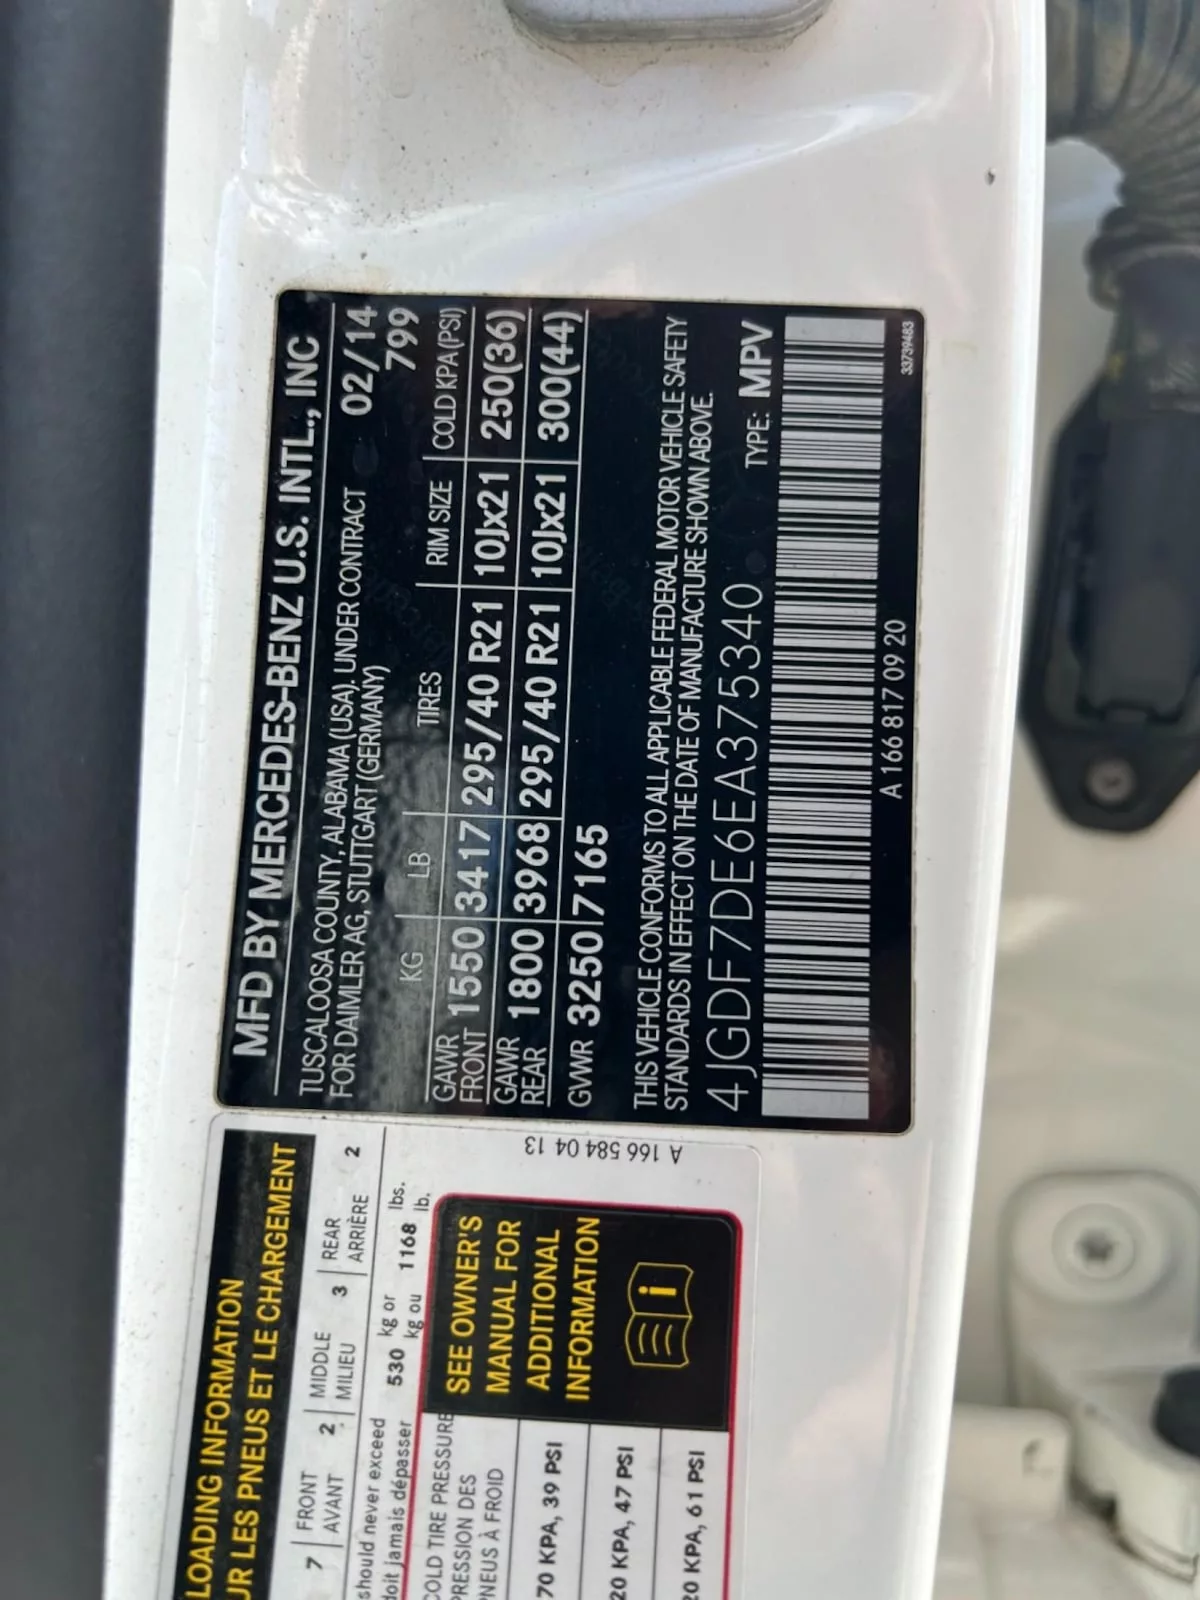 MFD BY MERCEDES-BENZ U.S. INTL., INC
TUSCALOOSA COUNTY, ALABAMA (USA). UNDER CONTRACT 02/14
FOR DAIMLER AG, STUTTGART (GERMANY) 799
KG LB TIRES RIM SIZE COLD KPA (PSI)
GAWR FRONT 1550 3417 295/40 R21 10Jx21 250(36)
GAWR REAR 1800 3968 295/40 R21 10Jx21 300(44)
GVWR 3250 7165
THIS VEHICLE CONFORMS TO ALL APPLICABLE FEDERAL MOTOR VEHICLE SAFETY
STANDARDS IN EFFECT ON THE DATE OF MANUFACTURE SHOWN ABOVE.
4JGDF7DE6EA375340 TYPE: MPV
A 166 817 09 20
33739483
LOADING INFORMATION
UR LES PNEUS ET LE CHARGEMENT
7 FRONT AVANT 2 MIDDLE MILIEU 3 REAR ARRIÈRE 2
should never exceed 530 kg or 1168 lbs.
doit jamais dépasser kg ou lb.
COLD TIRE PRESSURE
PRESSION DES
PNEUS À FROID
70 KPA, 39 PSI
20 KPA, 47 PSI
20 KPA, 61 PSI
SEE OWNER'S
MANUAL FOR
ADDITIONAL
INFORMATION
A 166 584 04 13